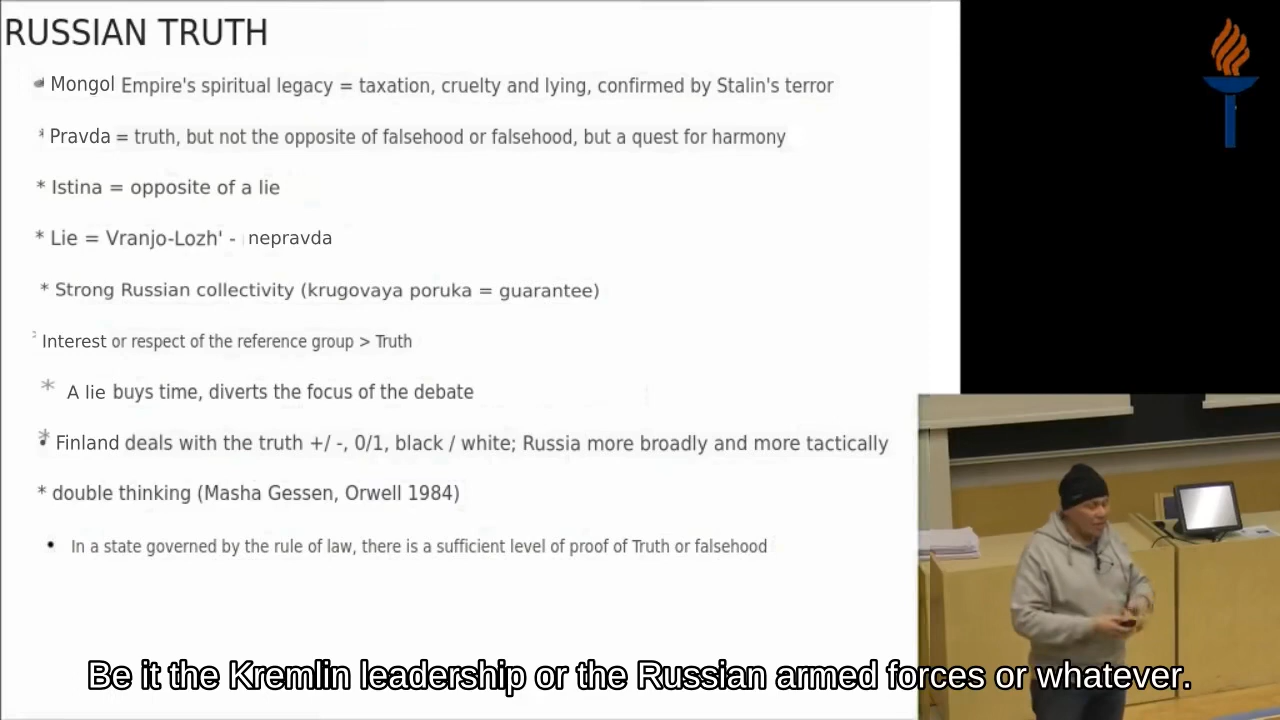 RUSSIAN TRUTH
Mongol Empire's spiritual legacy = taxation, cruelty and lying, confirmed by Stalin's terror
* Pravda = truth, but not the opposite of falsehood or falsehood, but a quest for harmony
* Istina = opposite of a lie
* Lie = Vranjo-Lozh' - nepravda
* Strong Russian collectivity (krugovaya poruka = guarantee)
Interest or respect of the reference group > Truth
* A lie buys time, diverts the focus of the debate
* Finland deals with the truth +/ -, 0/1, black / white; Russia more broadly and more tactically
* double thinking (Masha Gessen, Orwell 1984)
• In a state governed by the rule of law, there is a sufficient level of proof of Truth or falsehood
Be it the Kremlin leadership or the Russian armed forces or whatever.